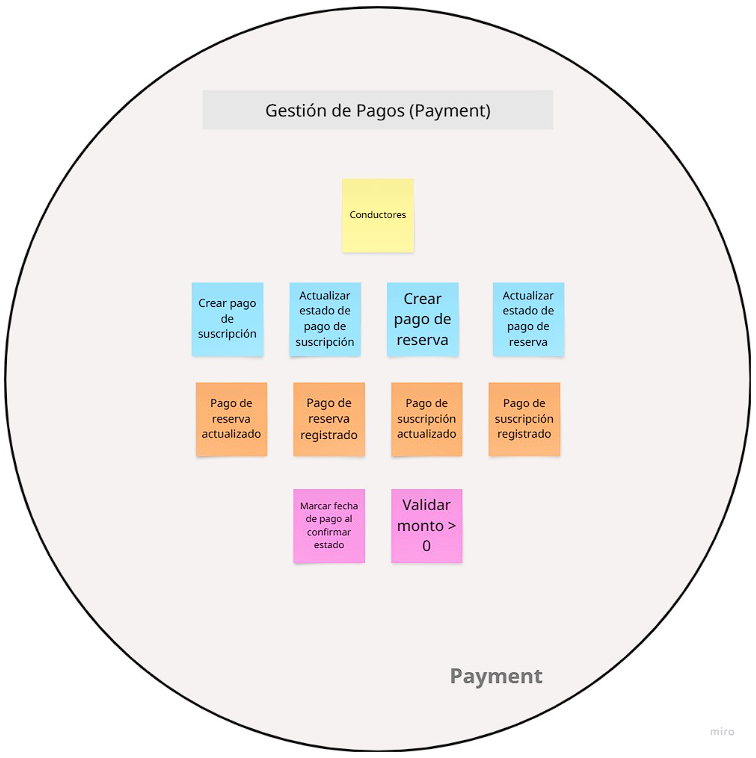 Gestión de Pagos (Payment)
Conductores
Crear pago
de
suscripción
Actualizar
estado de
pago de
suscripción
Crear
pago de
reserva
Actualizar
estado de
pago de
reserva
Pago de
reserva
actualizado
Pago de
reserva
registrado
Pago de
suscripción
actualizado
Pago de
suscripción
registrado
Marcar fecha
de pago al
confirmar
estado
Validar
monto >
0
Payment
miro